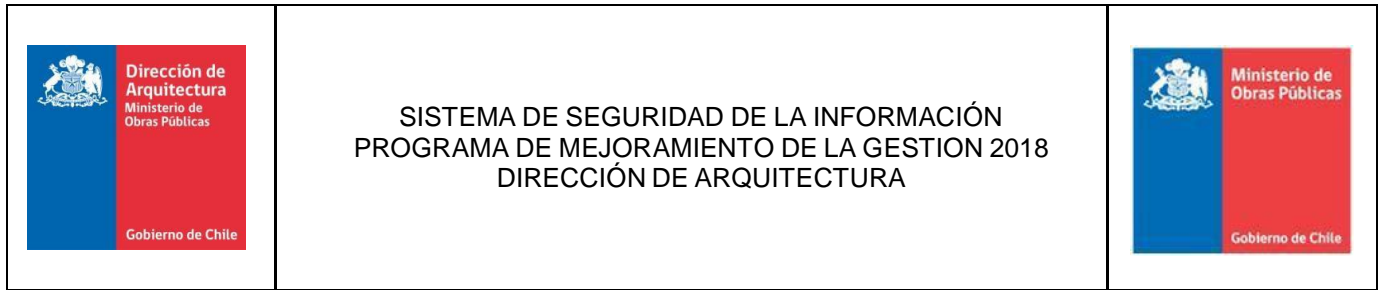 Dirección de
Arquitectura
Ministerio de
Obras Públicas
Gobierno de Chile
SISTEMA DE SEGURIDAD DE LA INFORMACIÓN
PROGRAMA DE MEJORAMIENTO DE LA GESTION 2018
DIRECCIÓN DE ARQUITECTURA
Ministerio de
Obras Públicas
Gobierno de Chile